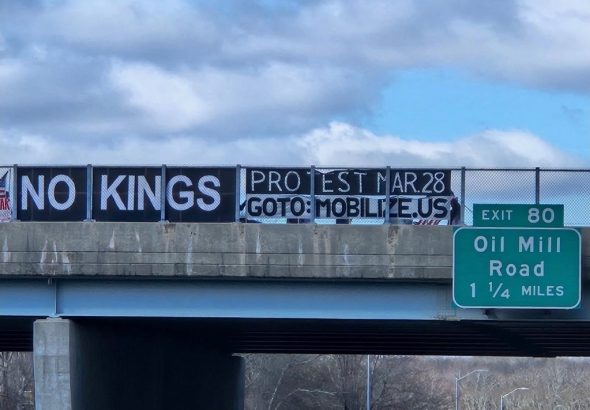 NO KINGS
PROTEST MAR.28
GOTO: MOBILIZE.US
EXIT 80
Oil Mill
Road
1 1/4 MILES